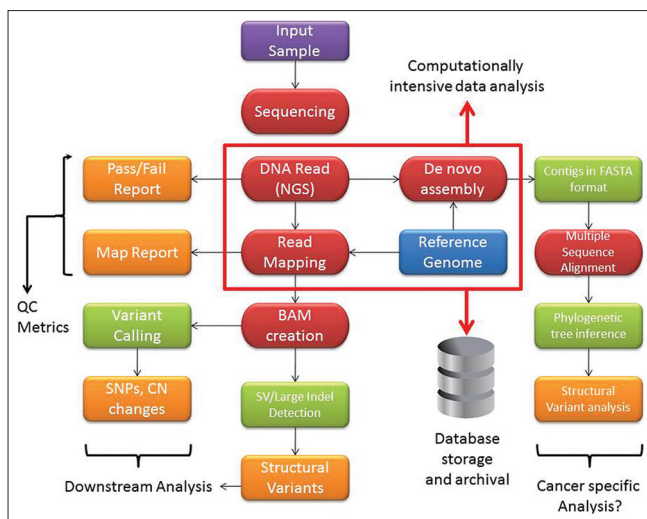 Input
Sample
Computationally
intensive data analysis
Sequencing
Pass/Fail
Report
DNA Read
(NGS)
De novo
assembly
Contigs in FASTA
format
Map Report
Read
Mapping
Reference
Genome
Multiple
Sequence
Alignment
QC
Metrics
Variant
Calling
BAM
creation
Phylogenetic
tree inference
SNPs, CN
changes
SV/Large Indel
Detection
Structural
Variant analysis
Database
storage
and archival
Structural
Variants
Downstream Analysis
Cancer specific
Analysis?